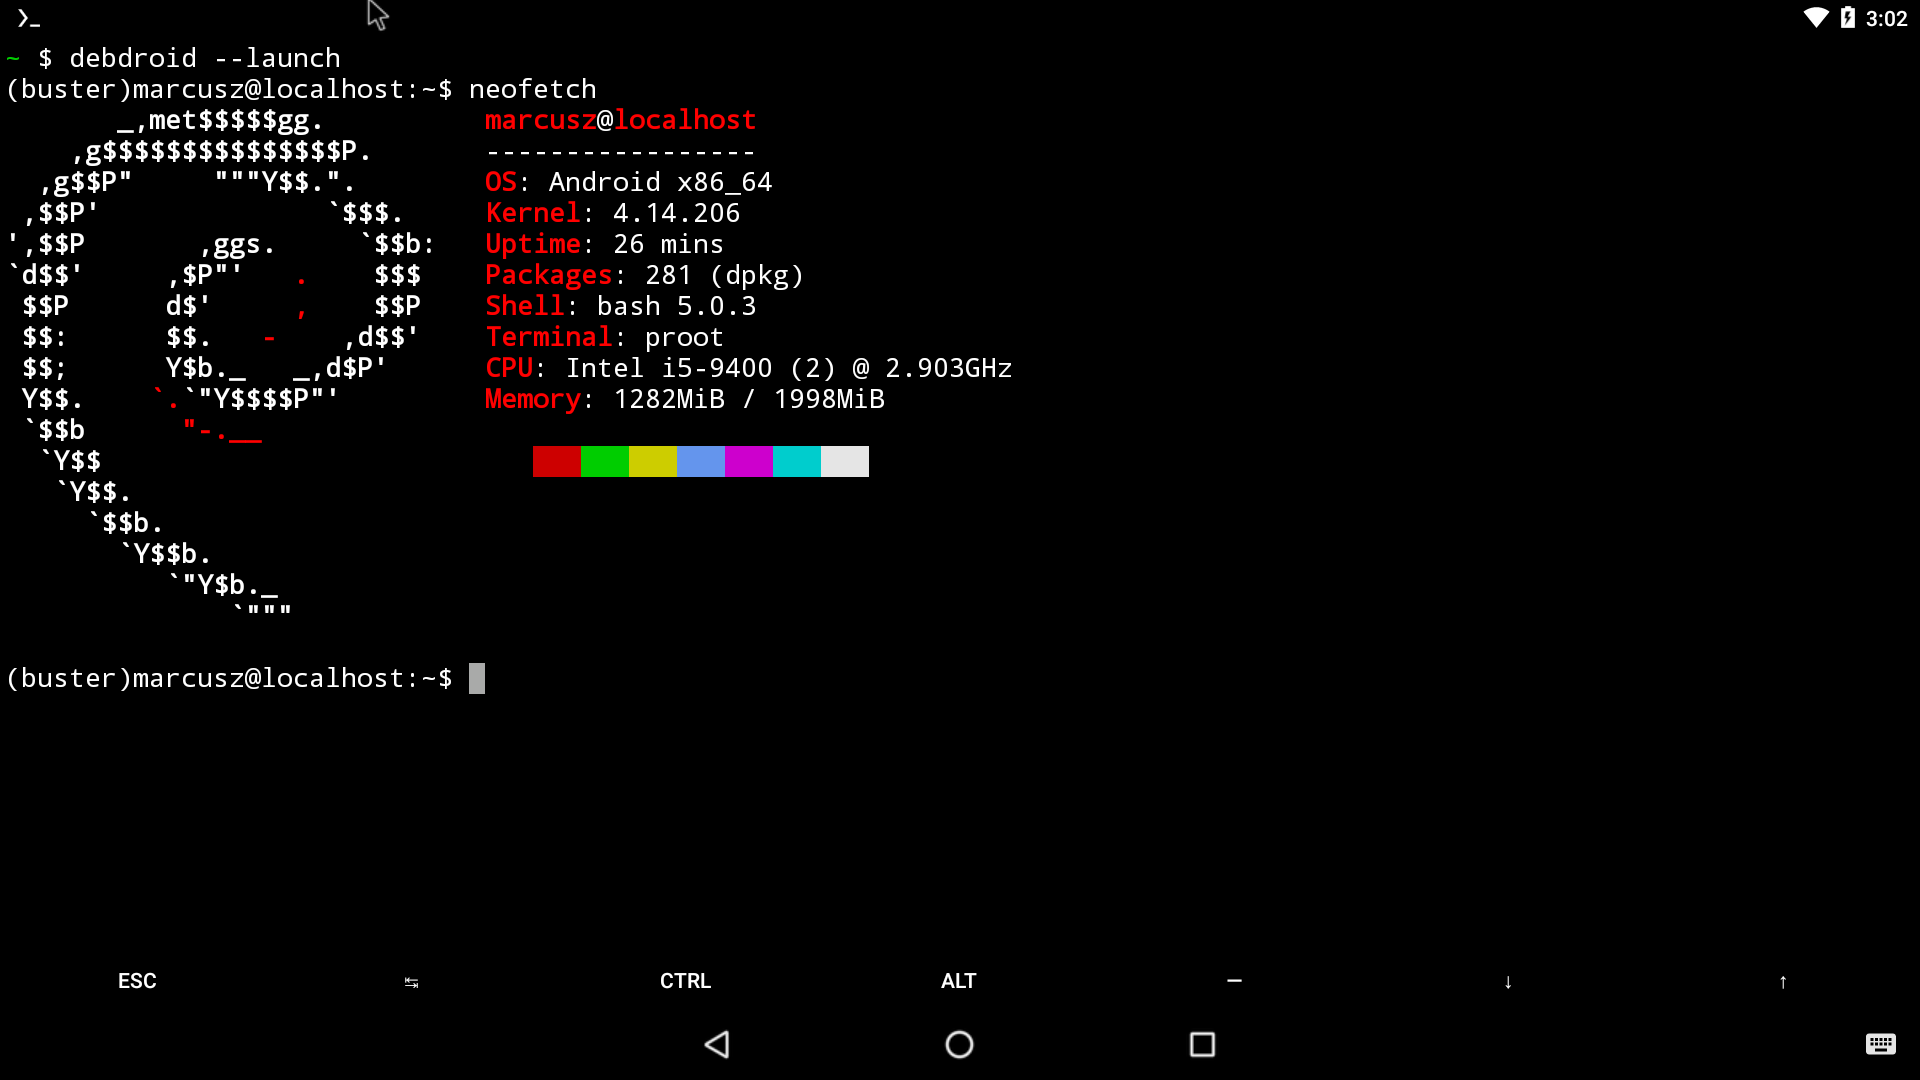 3:02
~ $ debdroid --launch
(buster)marcusz@localhost:~$ neofetch
       _,met$$$$$gg.          marcusz@localhost
    ,g$$$$$$$$$$$$$$$P.       -----------------
  ,g$$P"     """Y$$.".        OS: Android x86_64
 ,$$P'              `$$$.     Kernel: 4.14.206
',$$P       ,ggs.     `$$b:   Uptime: 26 mins
`d$$'     ,$P"'   .    $$$    Packages: 281 (dpkg)
 $$P      d$'     ,    $$P    Shell: bash 5.0.3
 $$:      $$.   -    ,d$$'    Terminal: proot
 $$;      Y$b._   _,d$P'      CPU: Intel i5-9400 (2) @ 2.903GHz
 Y$$.    `.`"Y$$$$P"'         Memory: 1282MiB / 1998MiB
 `$$b      "-.__
  `Y$$
   `Y$$.
     `$$b.
       `Y$$b.
          `"Y$b._
              `"""
(buster)marcusz@localhost:~$
ESC ↹ CTRL ALT — ↓ ↑